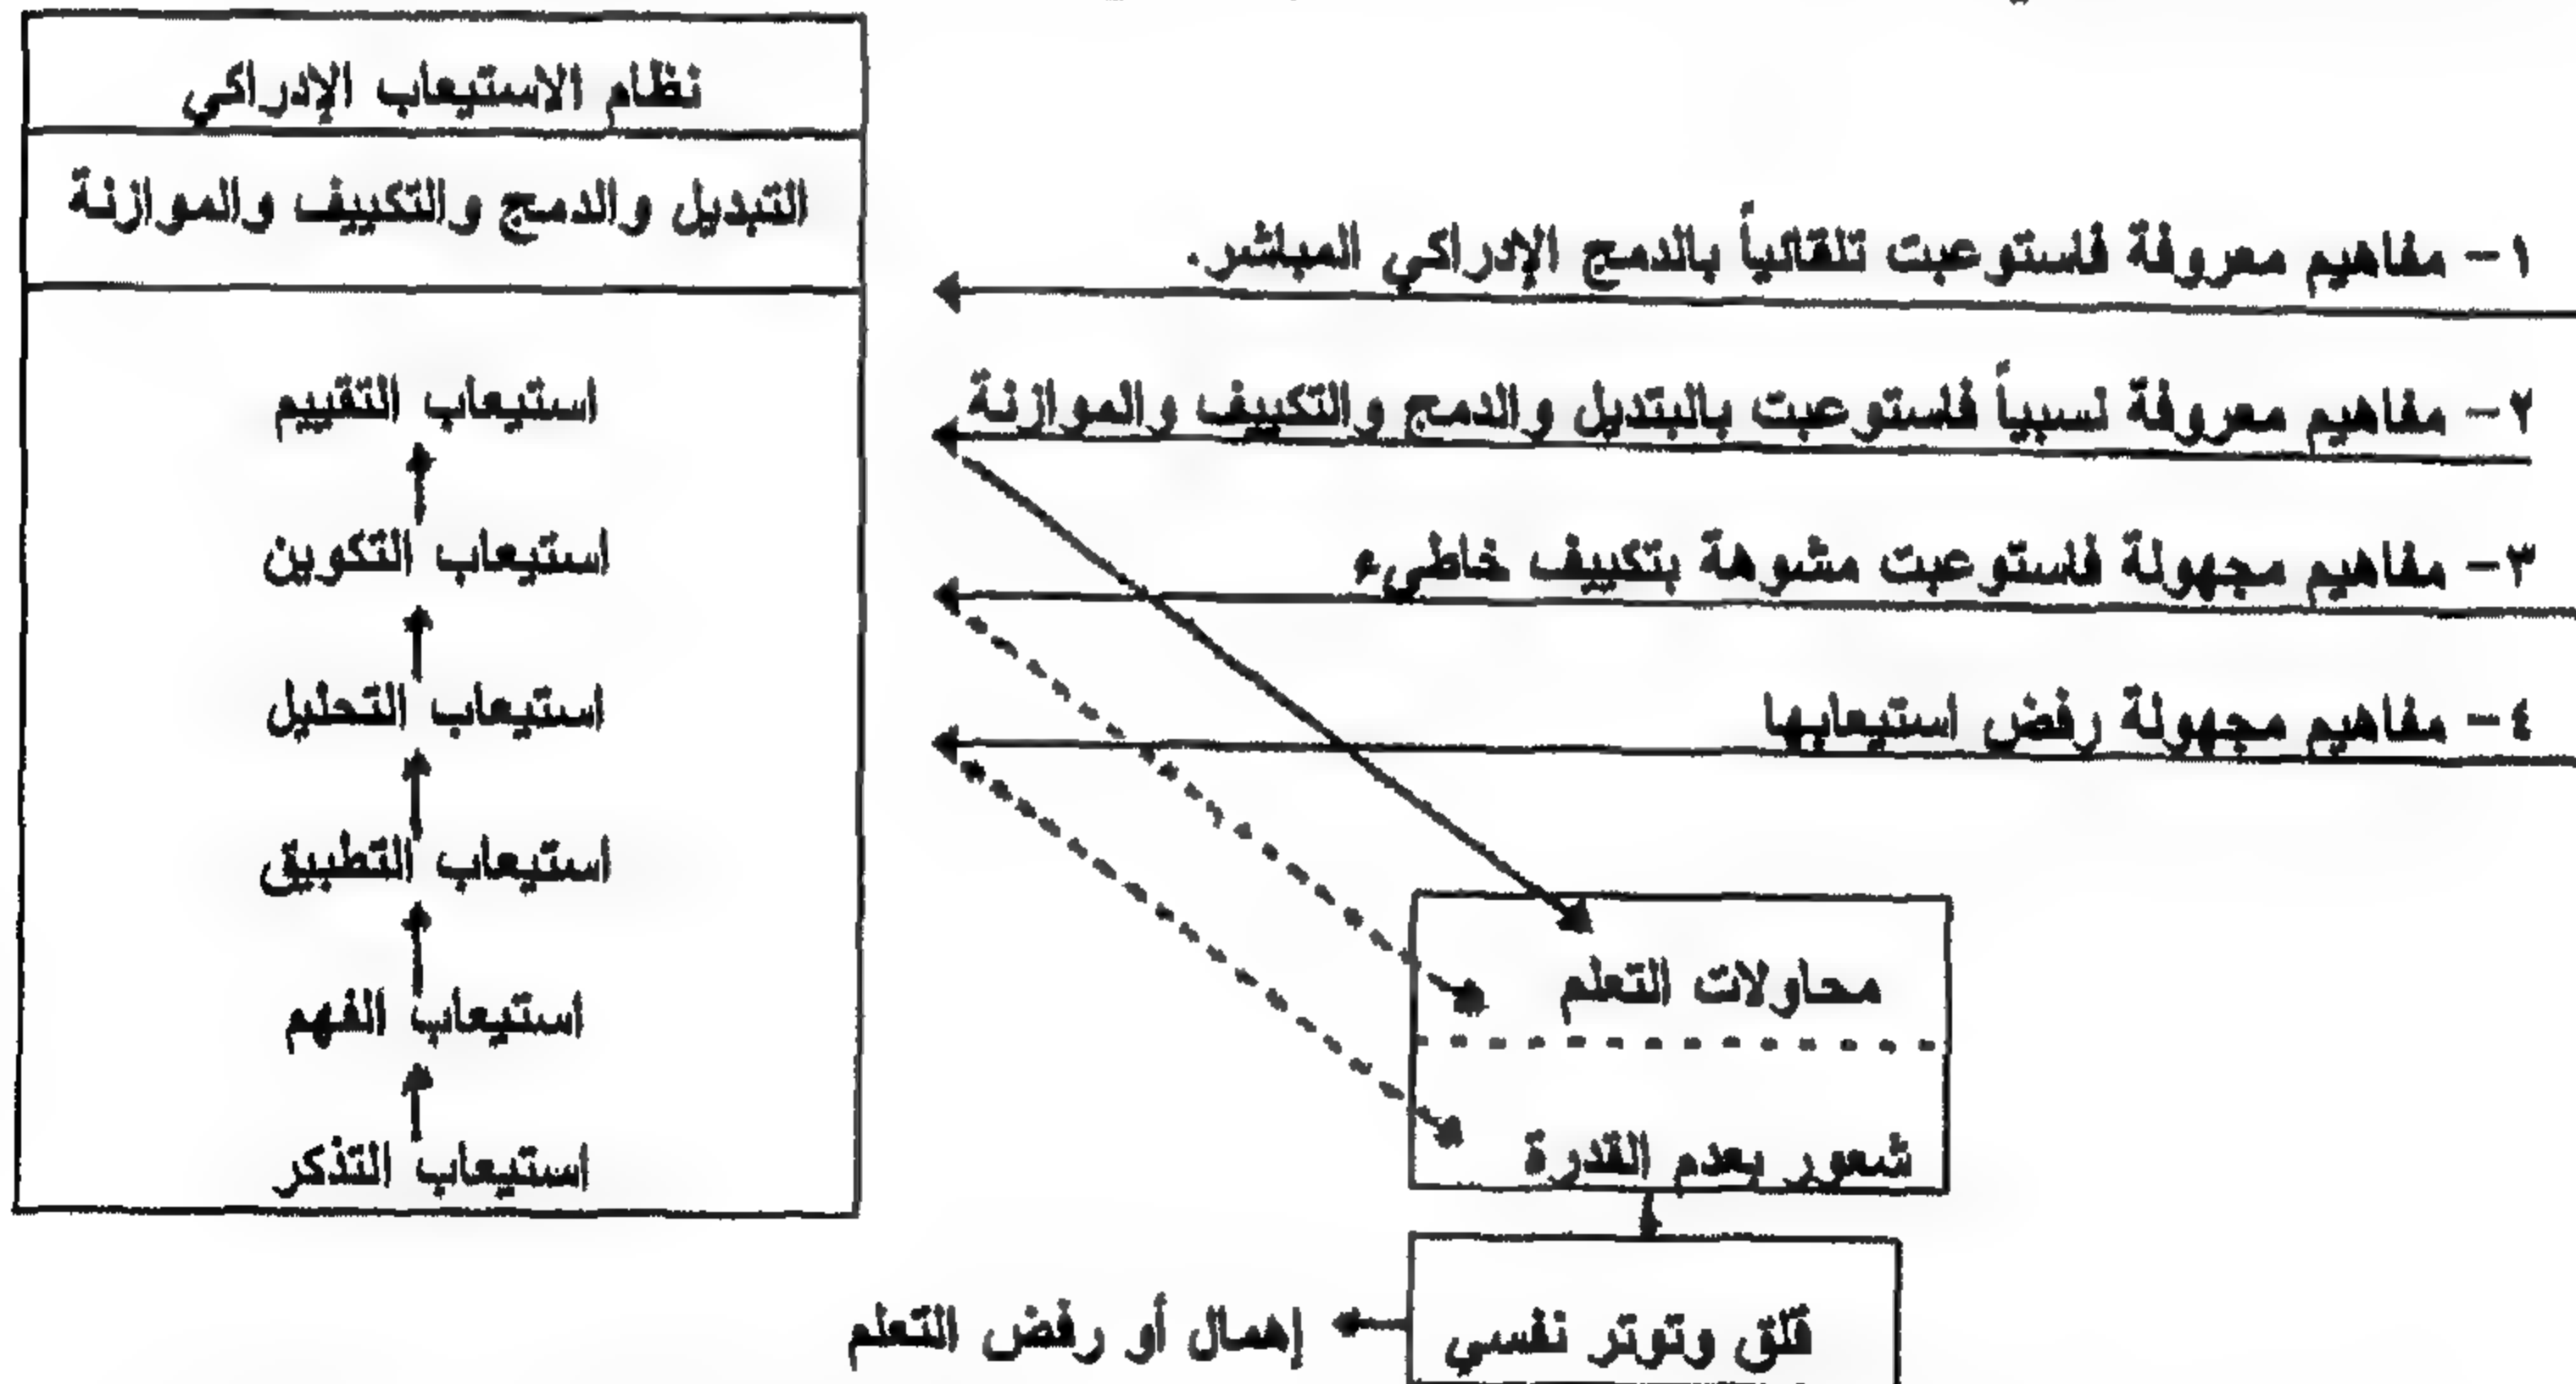 نظام الاستيعاب الإدراكي
التبديل والدمج والتكييف والموازنة
استيعاب التقييم
استيعاب التكوين
استيعاب التحليل
استيعاب التطبيق
استيعاب الفهم
استيعاب التذكر
١- مفاهيم معروفة فاستوعبت تلقائياً بالدمج الإدراكي المباشر.
٢- مفاهيم معروفة نسبياً فاستوعبت بالبتديل والدمج والتكييف والموازنة
٣- مفاهيم مجهولة فاستوعبت مشوهة بتكييف خاطيء
٤- مفاهيم مجهولة رفض استيعابها
محاولات التعلم
شعور بعدم القدرة
قلق وتوتر نفسي
إهمال أو رفض التعلم